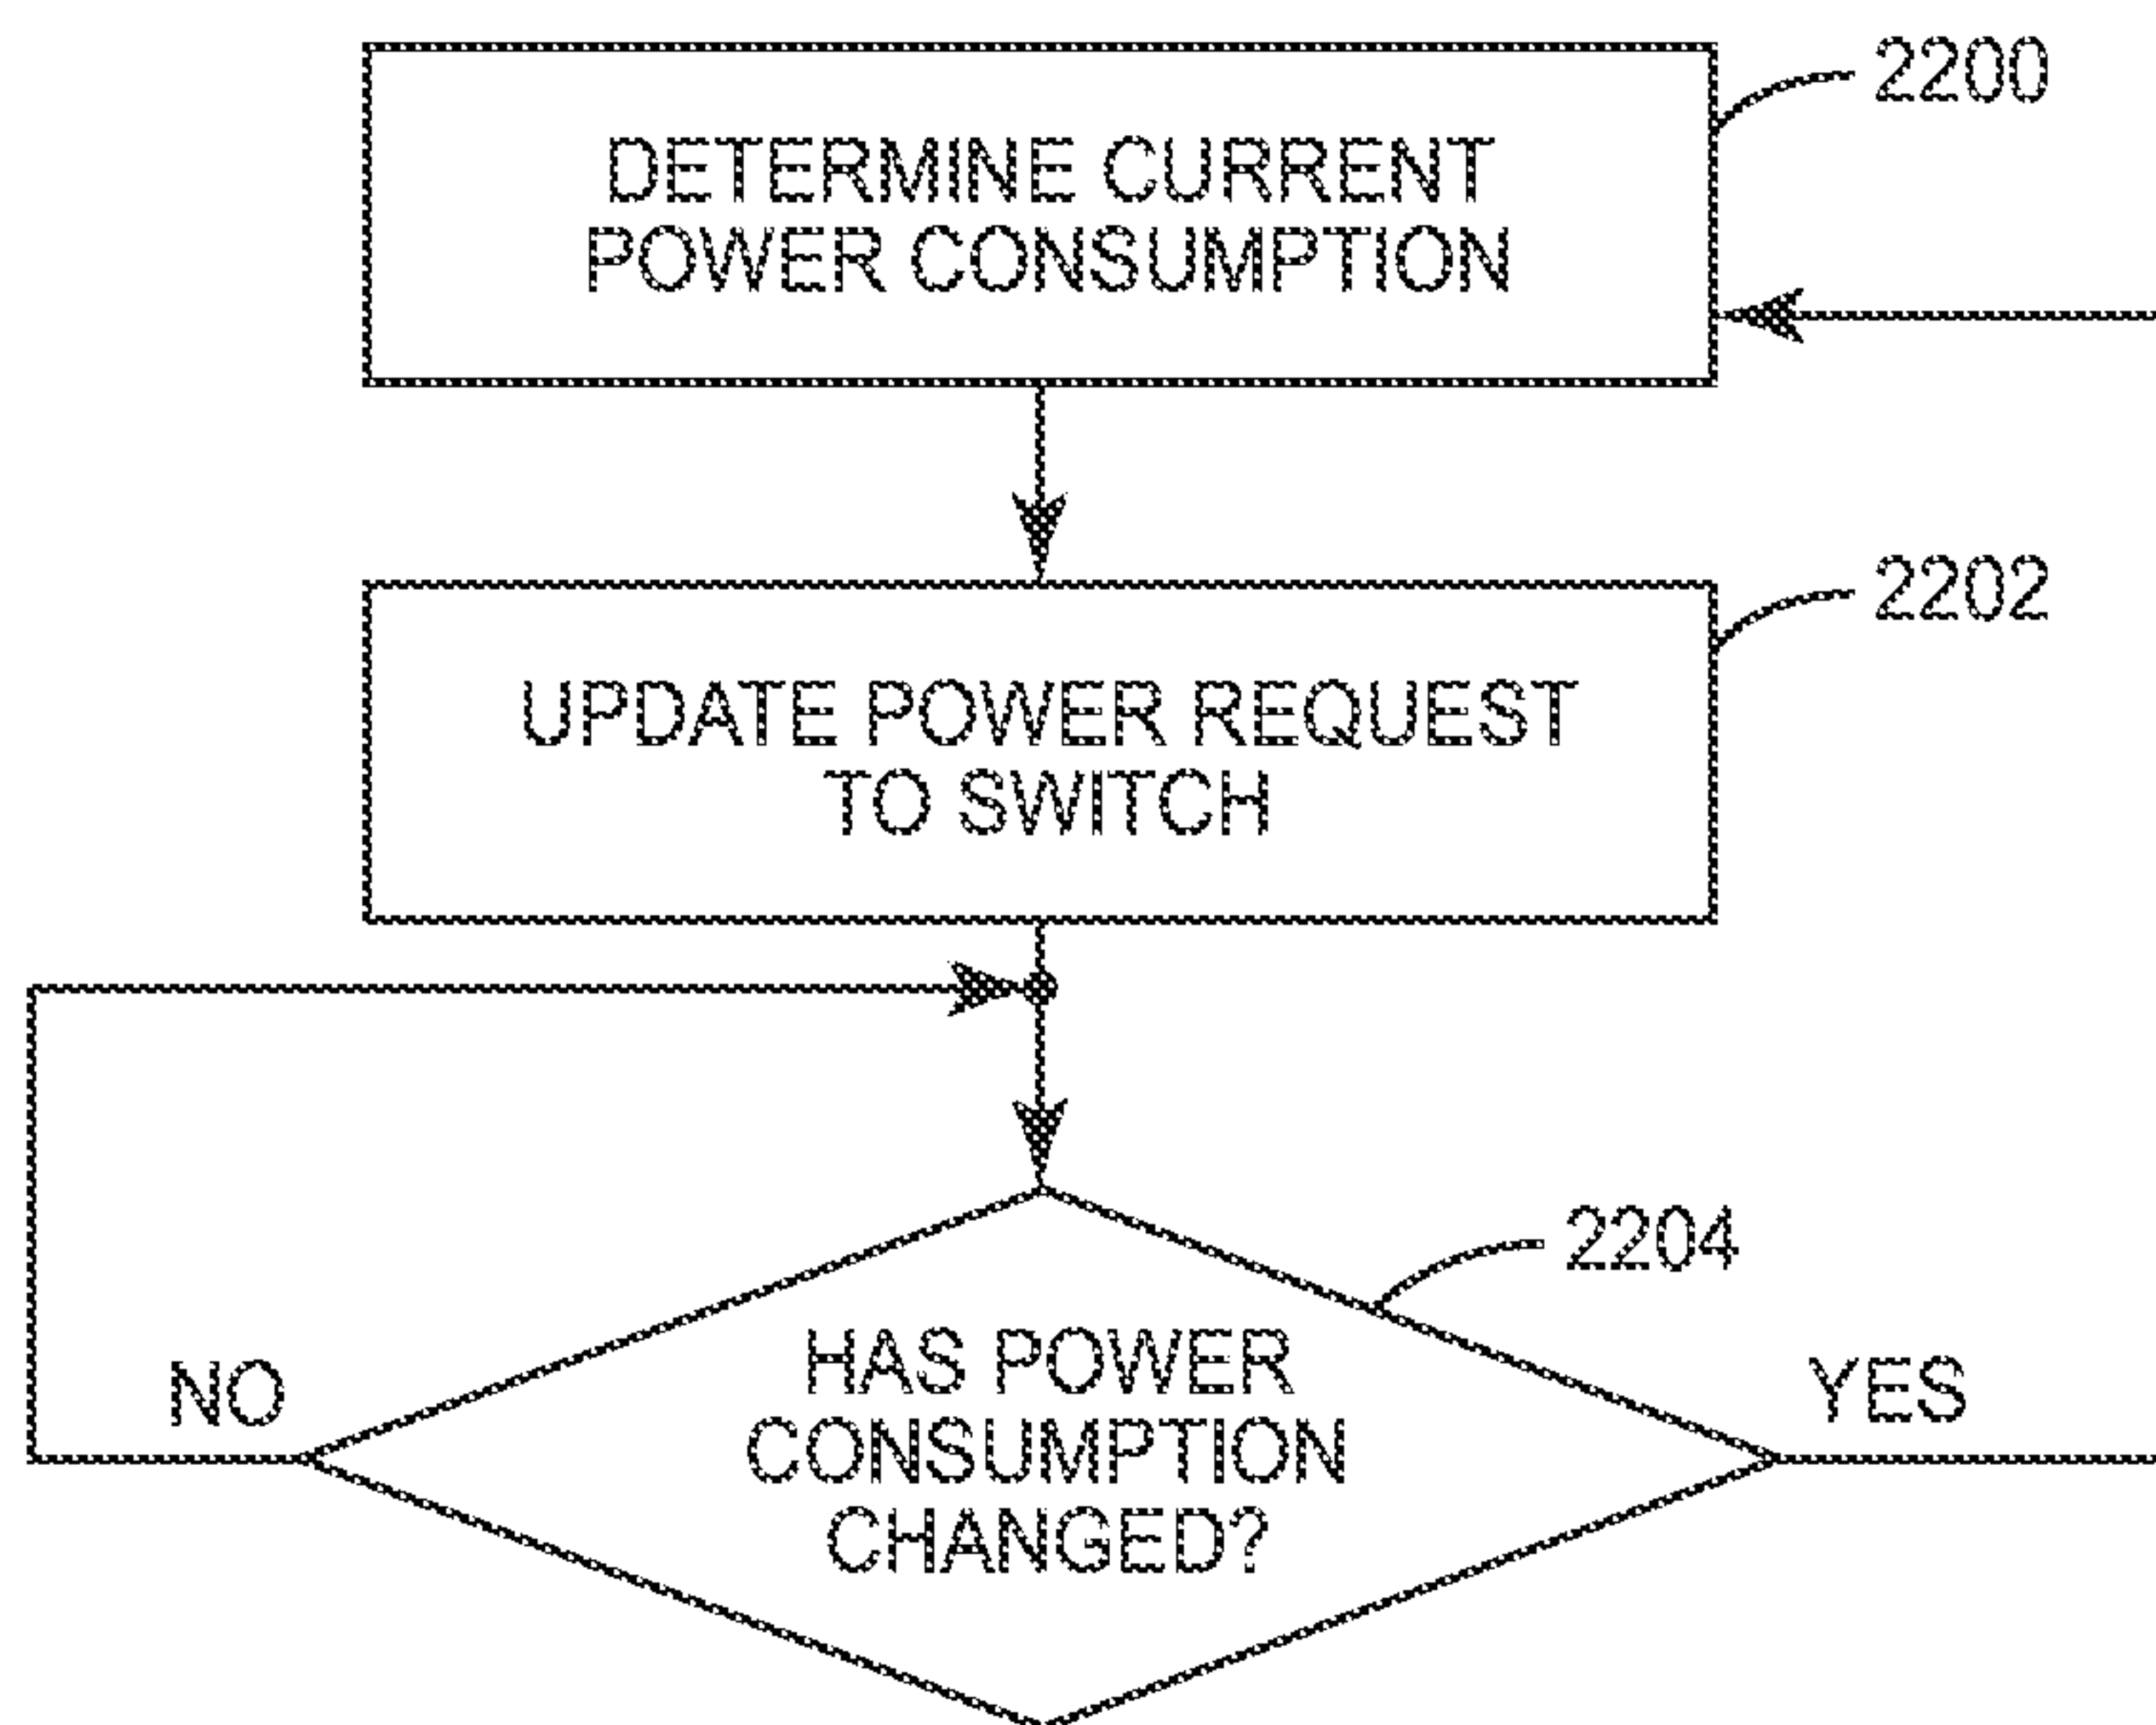 2200
DETERMINE CURRENT
POWER CONSUMPTION
2202
UPDATE POWER REQUEST
TO SWITCH
2204
HAS POWER
CONSUMPTION
CHANGED?
NO
YES